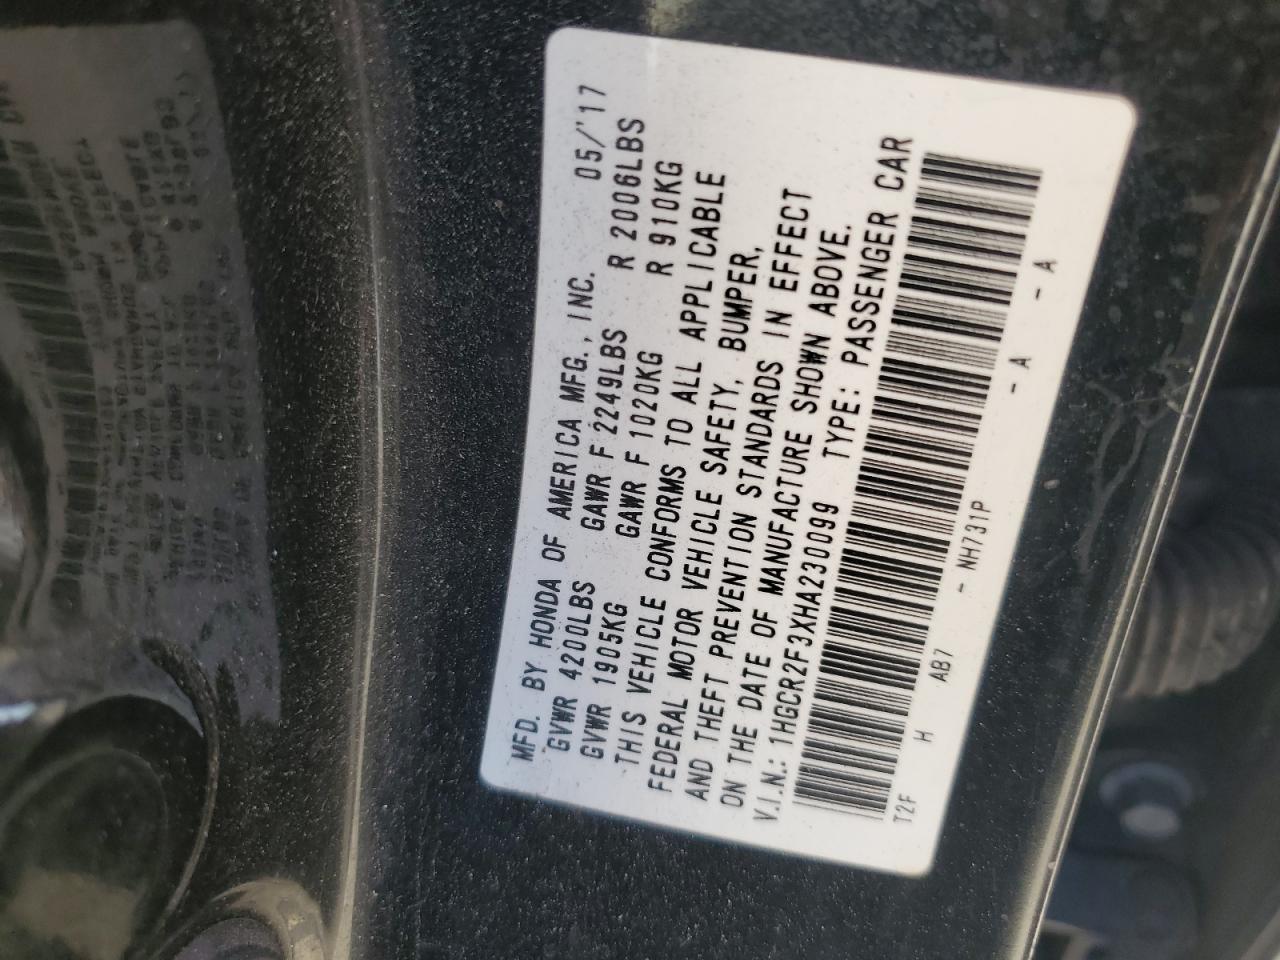 MFD. BY HONDA OF AMERICA MFG., INC. 05/'17
GVWR 4200LBS GAWR F 2249LBS R 2006LBS
GVWR 1905KG GAWR F 1020KG R 910KG
THIS VEHICLE CONFORMS TO ALL APPLICABLE
FEDERAL MOTOR VEHICLE SAFETY, BUMPER,
AND THEFT PREVENTION STANDARDS IN EFFECT
ON THE DATE OF MANUFACTURE SHOWN ABOVE.
V.I.N.: 1HGCR2F3XHA230099 TYPE: PASSENGER CAR
T2F H AB7 - NH731P - A - A